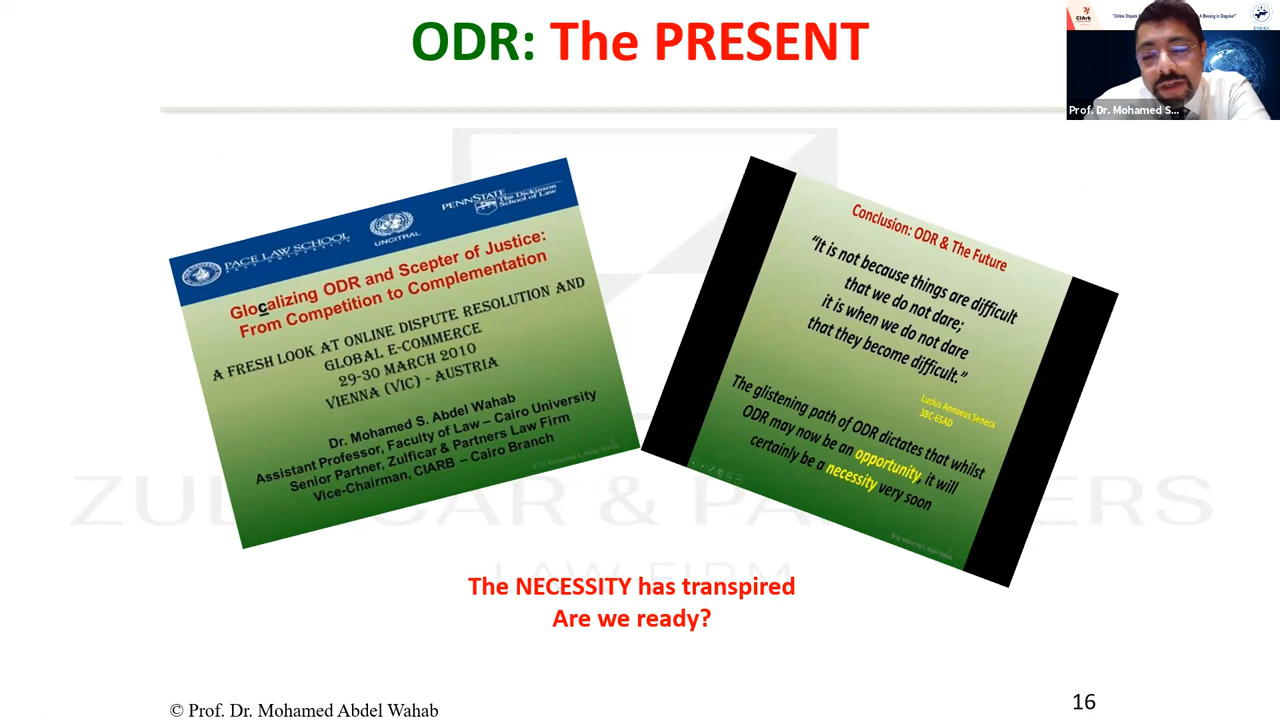 ODR: The PRESENT
CIArb
Prof. Dr. Mohamed S...
PACE LAW SCHOOL
UNCITRAL
PENNSTATE
The Dickinson
School of Law
Glocalizing ODR and Scepter of Justice:
From Competition to Complementation
A FRESH LOOK AT ONLINE DISPUTE RESOLUTION AND
GLOBAL E-COMMERCE
29-30 MARCH 2010
VIENNA (VIC) - AUSTRIA
Dr. Mohamed S. Abdel Wahab
Assistant Professor, Faculty of Law – Cairo University
Senior Partner, Zulficar & Partners Law Firm
Vice-Chairman, CIARB – Cairo Branch
Conclusion: ODR & The Future
“It is not because things are difficult
that we do not dare;
it is when we do not dare
that they become difficult.”
Lucius Annaeus Seneca
3BC-65AD
The glistening path of ODR dictates that whilst
ODR may now be an opportunity, it will
certainly be a necessity very soon
ZULFICAR & PARTNERS
LAW FIRM
The NECESSITY has transpired
Are we ready?
© Prof. Dr. Mohamed Abdel Wahab
16